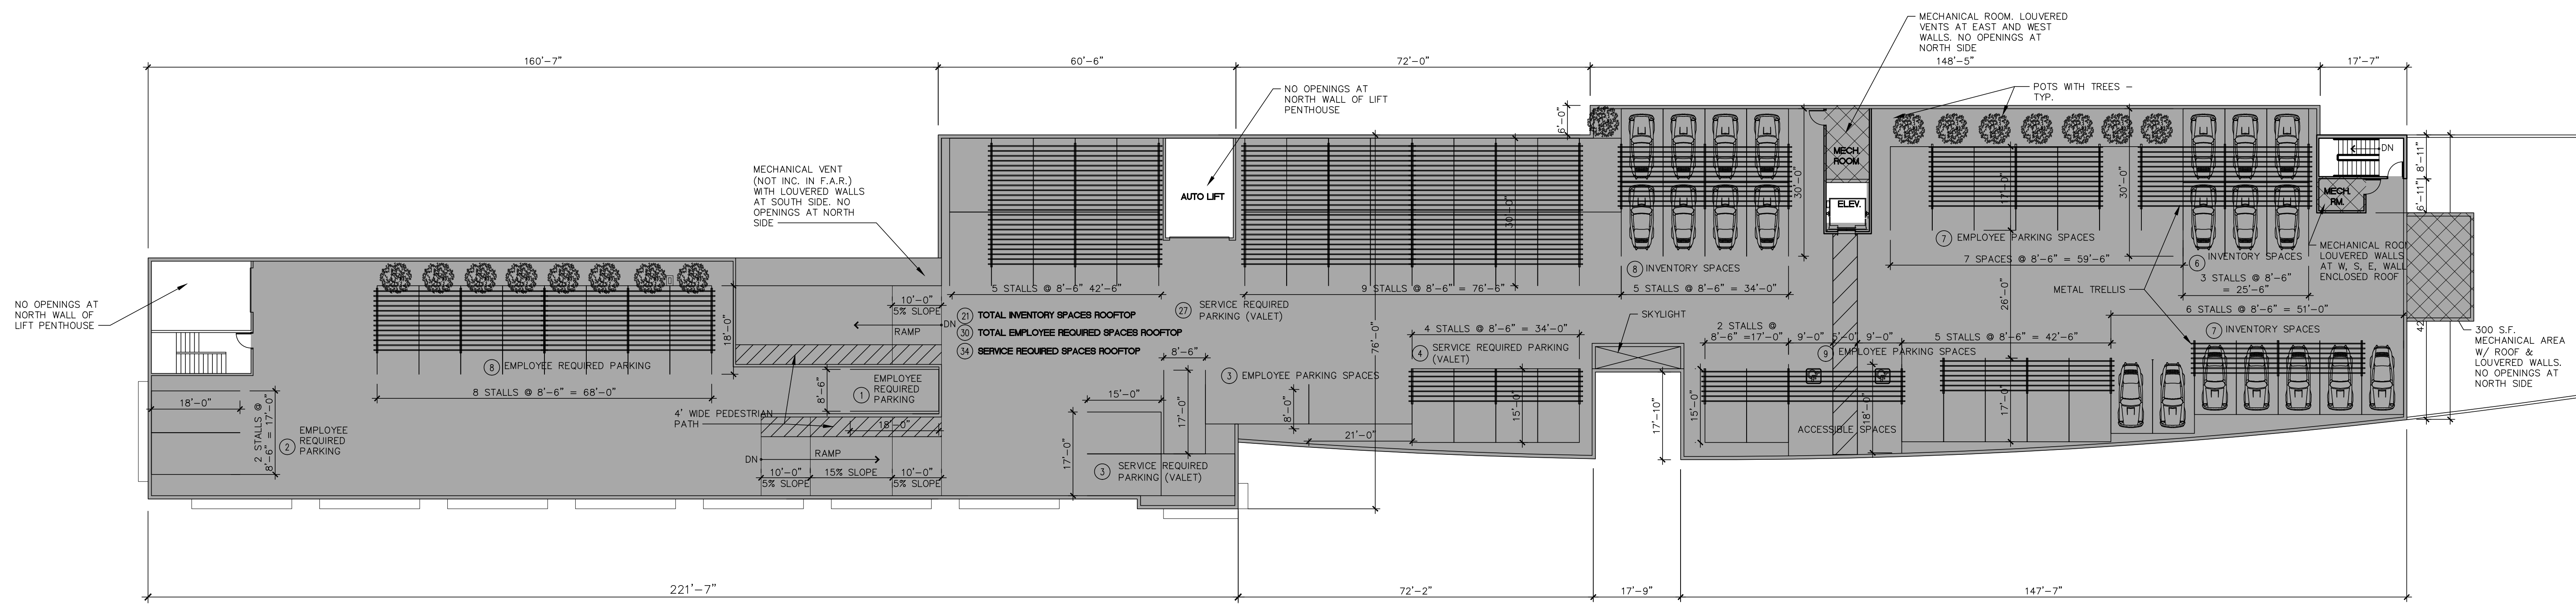 MECHANICAL ROOM. LOUVERED
VENTS AT EAST AND WEST
WALLS. NO OPENINGS AT
NORTH SIDE
160'-7"
60'-6"
72'-0"
148'-5"
17'-7"
NO OPENINGS AT
NORTH WALL OF LIFT
PENTHOUSE
POTS WITH TREES -
TYP.
6'-0"
MECHANICAL VENT
(NOT INC. IN F.A.R.)
WITH LOUVERED WALLS
AT SOUTH SIDE. NO
OPENINGS AT NORTH
SIDE
AUTO LIFT
30'-0"
MECH.
ROOM
ELEV.
30'-0"
17'-0"
30'-0"
DN
MECH.
RM.
8'-11"
6'-11"
7 EMPLOYEE PARKING SPACES
7 SPACES @ 8'-6" = 59'-6"
6 INVENTORY SPACES
3 STALLS @ 8'-6"
= 25'-6"
MECHANICAL ROO
LOUVERED WALLS
AT W, S, E, WALL
ENCLOSED ROOF
8 INVENTORY SPACES
5 STALLS @ 8'-6" = 34'-0"
METAL TRELLIS
26'-0"
6 STALLS @ 8'-6" = 51'-0"
42
7 INVENTORY SPACES
300 S.F.
MECHANICAL AREA
W/ ROOF &
LOUVERED WALLS.
NO OPENINGS AT
NORTH SIDE
NO OPENINGS AT
NORTH WALL OF
LIFT PENTHOUSE
5 STALLS @ 8'-6" 42'-6"
27 SERVICE REQUIRED
PARKING (VALET)
9 STALLS @ 8'-6" = 76'-6"
10'-0"
5% SLOPE
DN
RAMP
21 TOTAL INVENTORY SPACES ROOFTOP
30 TOTAL EMPLOYEE REQUIRED SPACES ROOFTOP
34 SERVICE REQUIRED SPACES ROOFTOP
18'-0"
76'-0"
SKYLIGHT
4 STALLS @ 8'-6" = 34'-0"
4 SERVICE REQUIRED PARKING
(VALET)
2 STALLS @
8'-6" =17'-0"
9'-0"
5'-0"
9'-0"
5 STALLS @ 8'-6" = 42'-6"
9 EMPLOYEE PARKING SPACES
8 EMPLOYEE REQUIRED PARKING
8 STALLS @ 8'-6" = 68'-0"
8'-6"
1 EMPLOYEE
REQUIRED
PARKING
8'-6"
3 EMPLOYEE PARKING SPACES
15'-0"
17'-0"
8'-0"
15'-0"
21'-0"
17'-10"
15'-0"
18'-0"
17'-0"
ACCESSIBLE SPACES
18'-0"
2 STALLS @
8'-6" = 17'-0"
2 EMPLOYEE
REQUIRED
PARKING
4' WIDE PEDESTRIAN
PATH
18'-0"
DN
RAMP
10'-0"
15% SLOPE
10'-0"
5% SLOPE
5% SLOPE
17'-0"
3 SERVICE REQUIRED
PARKING (VALET)
221'-7"
72'-2"
17'-9"
147'-7"